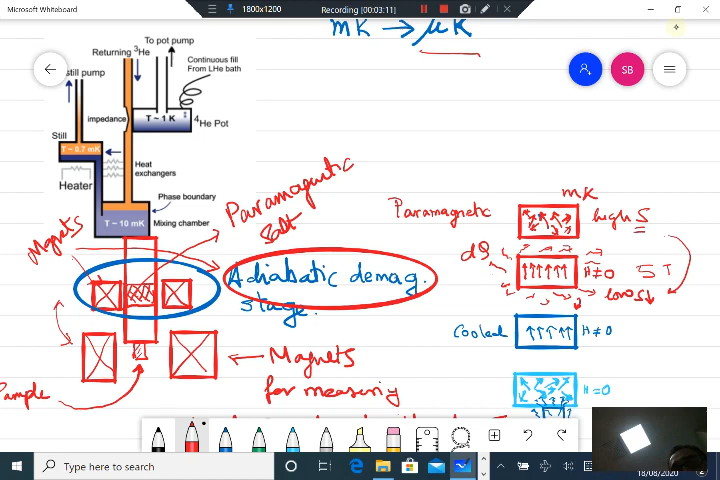 Microsoft Whiteboard
1800x1200
Recording [00:03:11]
mK → μK
To pot pump
Returning ³He
Continuous fill
From LHe bath
still pump
SB
impedance
T ~ 1 K
⁴He Pot
Still
T ~ 0.7 mK
Heat
exchangers
Heater
Phase boundary
T ~ 10 mK
Mixing chamber
Magnets
Paramagnetic
Salt
Adiabatic demag.
stage.
Magnets
for measuring
Sample
mK
Paramagnetic
high S
dQ
H≠0
5T
low S↓
Cooled
H≠0
H=0
Type here to search
18/08/2020
2